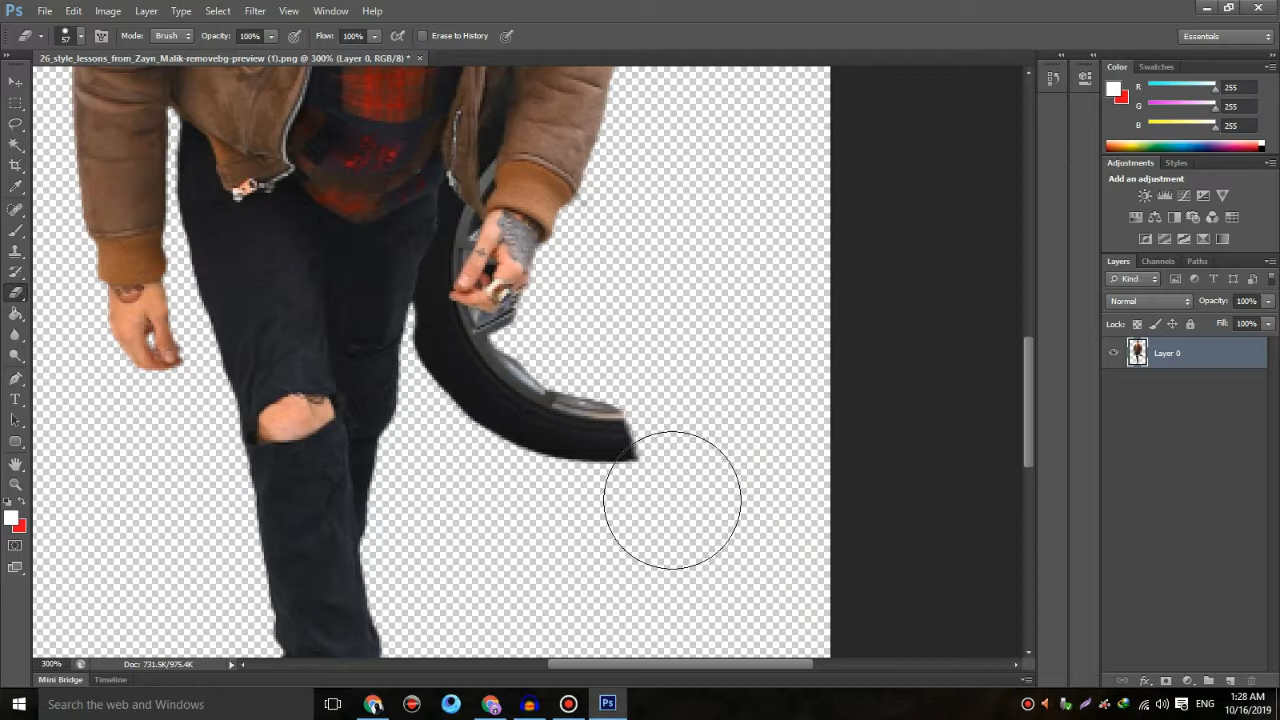 Ps File Edit Image Layer Type Select Filter View Window Help
57 Mode: Brush Opacity: 100% Flow: 100% Erase to History Essentials
26_style_lessons_from_Zayn_Malik-removebg-preview (1).png @ 300% (Layer 0, RGB/8) * ×
Color Swatches
R 255
G 255
B 255
Adjustments Styles
Add an adjustment
Layers Channels Paths
Kind
Normal Opacity: 100%
Lock: Fill: 100%
Layer 0
300% Doc: 731.5K/975.4K
Mini Bridge Timeline
Search the web and Windows
Ps
ENG
1:28 AM
10/16/2019